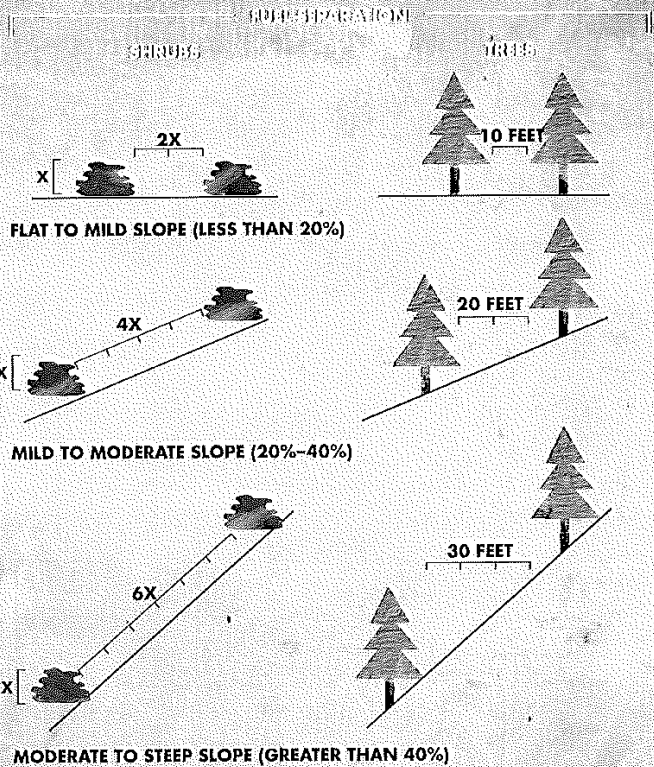 FUEL SEPARATION
SHRUBS
TREES
2X
X
10 FEET
FLAT TO MILD SLOPE (LESS THAN 20%)
4X
X
20 FEET
MILD TO MODERATE SLOPE (20%–40%)
6X
X
30 FEET
MODERATE TO STEEP SLOPE (GREATER THAN 40%)